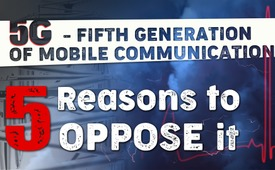 5G - FIFTH GENERATION
OF MOBILE COMMUNICATION
5 Reasons to
OPPOSE it